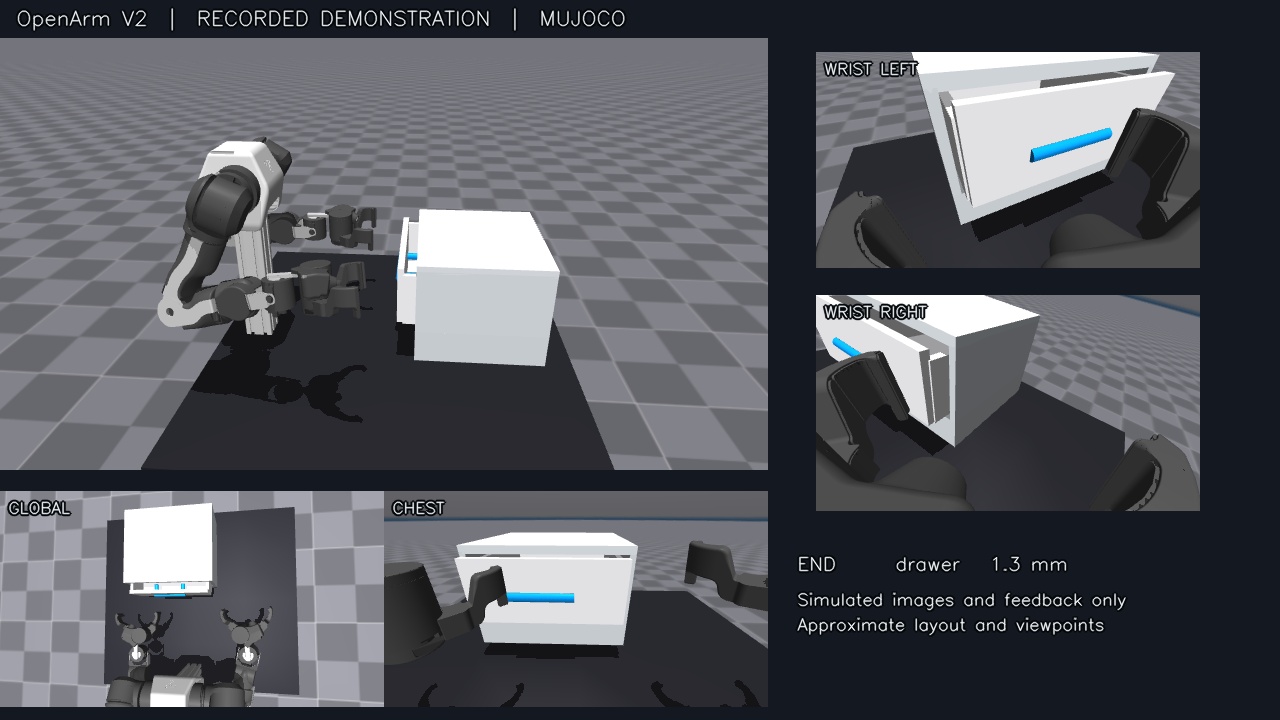 OpenArm V2 | RECORDED DEMONSTRATION | MUJOCO
WRIST LEFT
WRIST RIGHT
GLOBAL
CHEST
END drawer 1.3 mm
Simulated images and feedback only
Approximate layout and viewpoints